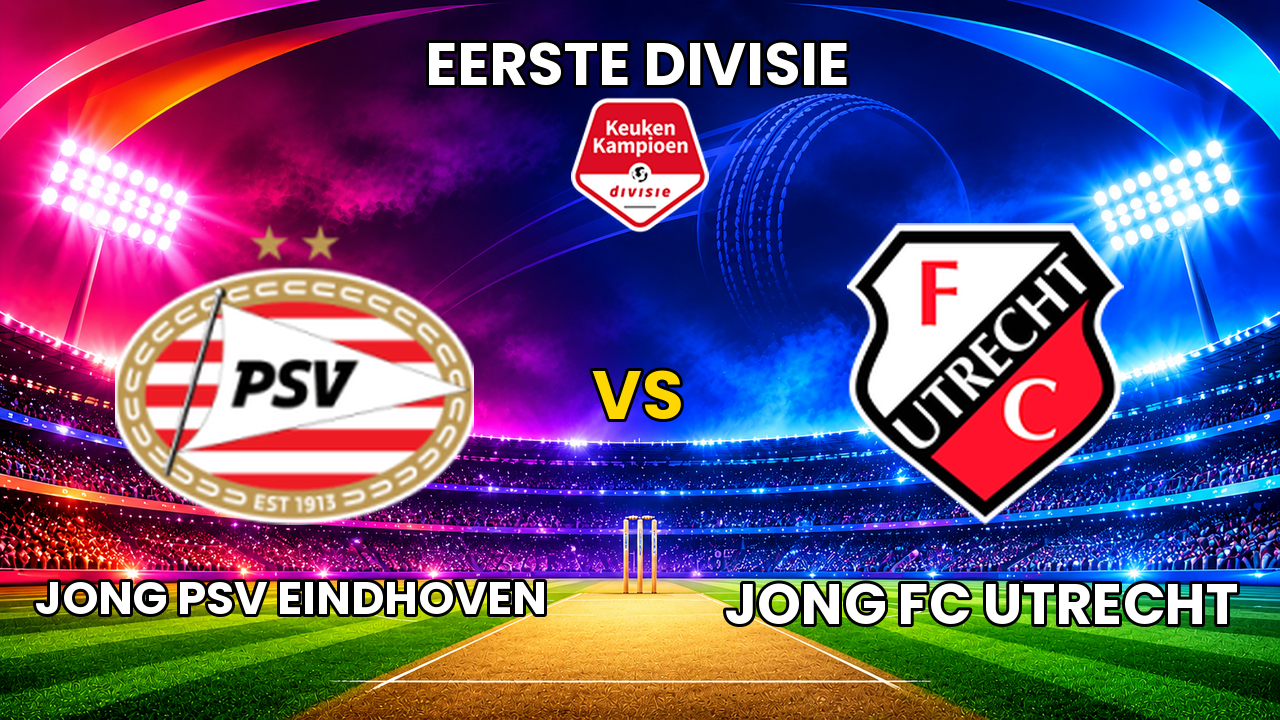 EERSTE DIVISIE
Keuken
Kampioen
divisie
PSV
EST 1913
F
UTRECHT
C
VS
JONG PSV EINDHOVEN
JONG FC UTRECHT